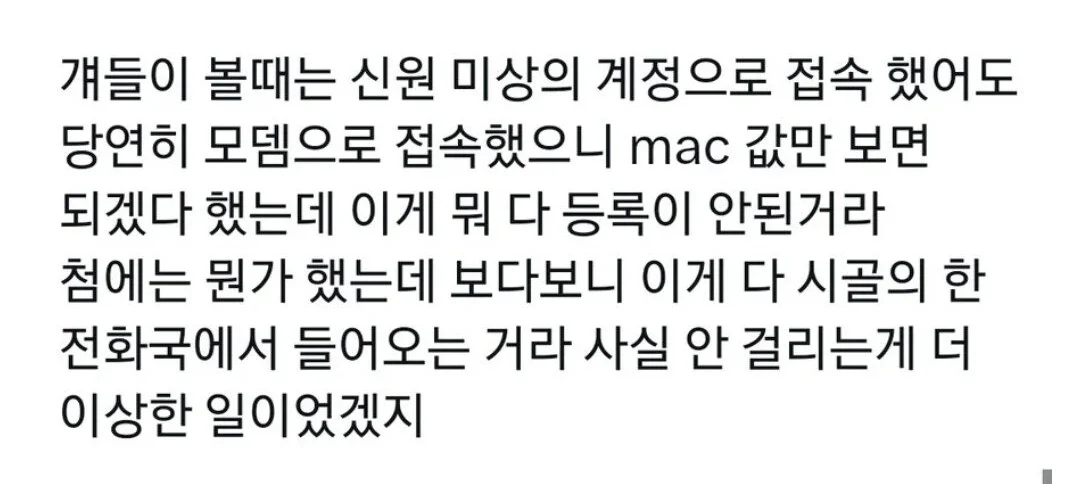 걔들이 볼때는 신원 미상의 계정으로 접속 했어도
당연히 모뎀으로 접속했으니 mac 값만 보면
되겠다 했는데 이게 뭐 다 등록이 안된거라
첨에는 뭔가 했는데 보다보니 이게 다 시골의 한
전화국에서 들어오는 거라 사실 안 걸리는게 더
이상한 일이었겠지